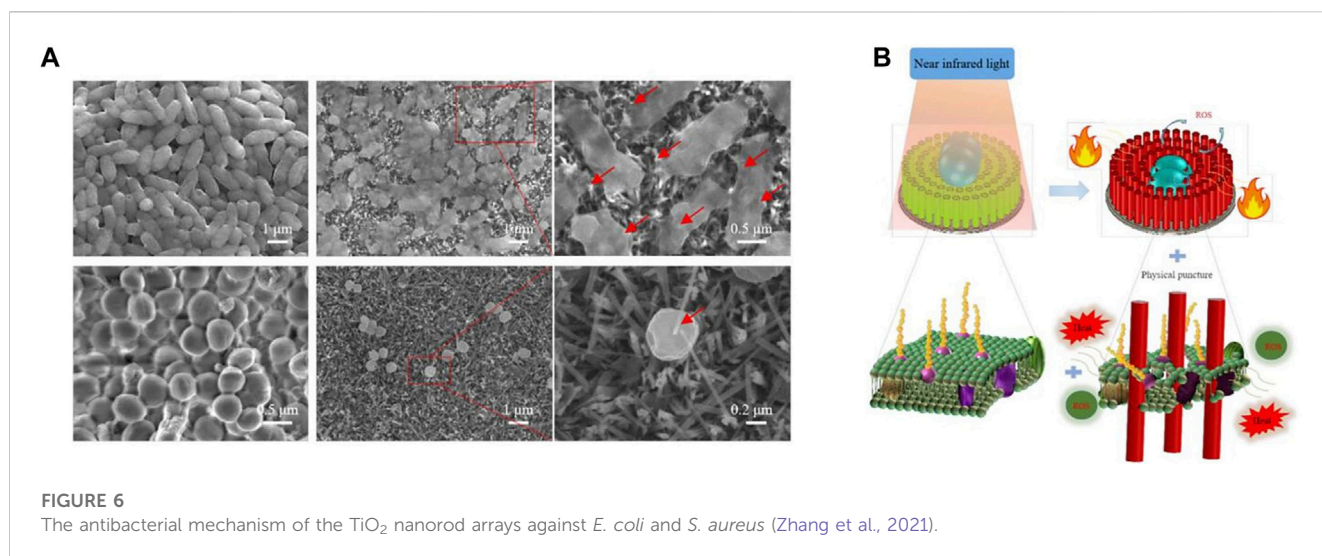 A
1 μm
1 μm
0.5 μm
0.5 μm
1 μm
0.2 μm
B
Near infrared light
ROS
Physical puncture
Heat
ROS
ROS
Heat
FIGURE 6
The antibacterial mechanism of the TiO₂ nanorod arrays against E. coli and S. aureus (Zhang et al., 2021).